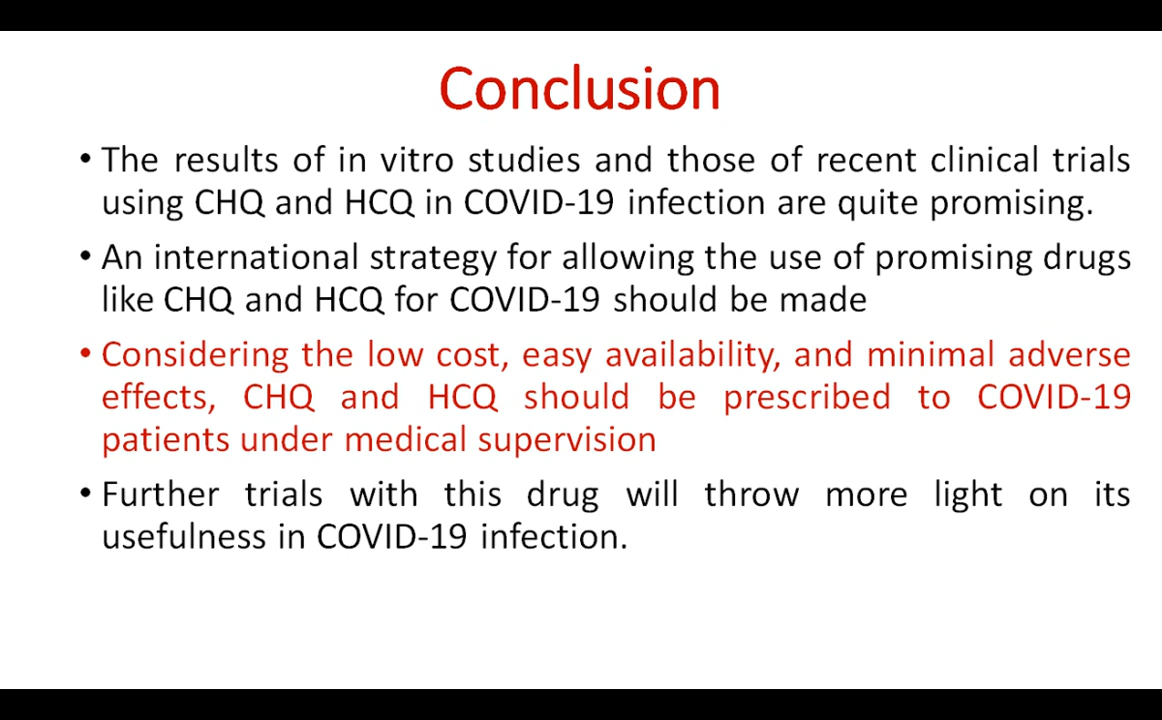 Conclusion
• The results of in vitro studies and those of recent clinical trials
using CHQ and HCQ in COVID-19 infection are quite promising.
• An international strategy for allowing the use of promising drugs
like CHQ and HCQ for COVID-19 should be made
• Considering the low cost, easy availability, and minimal adverse
effects, CHQ and HCQ should be prescribed to COVID-19
patients under medical supervision
• Further trials with this drug will throw more light on its
usefulness in COVID-19 infection.